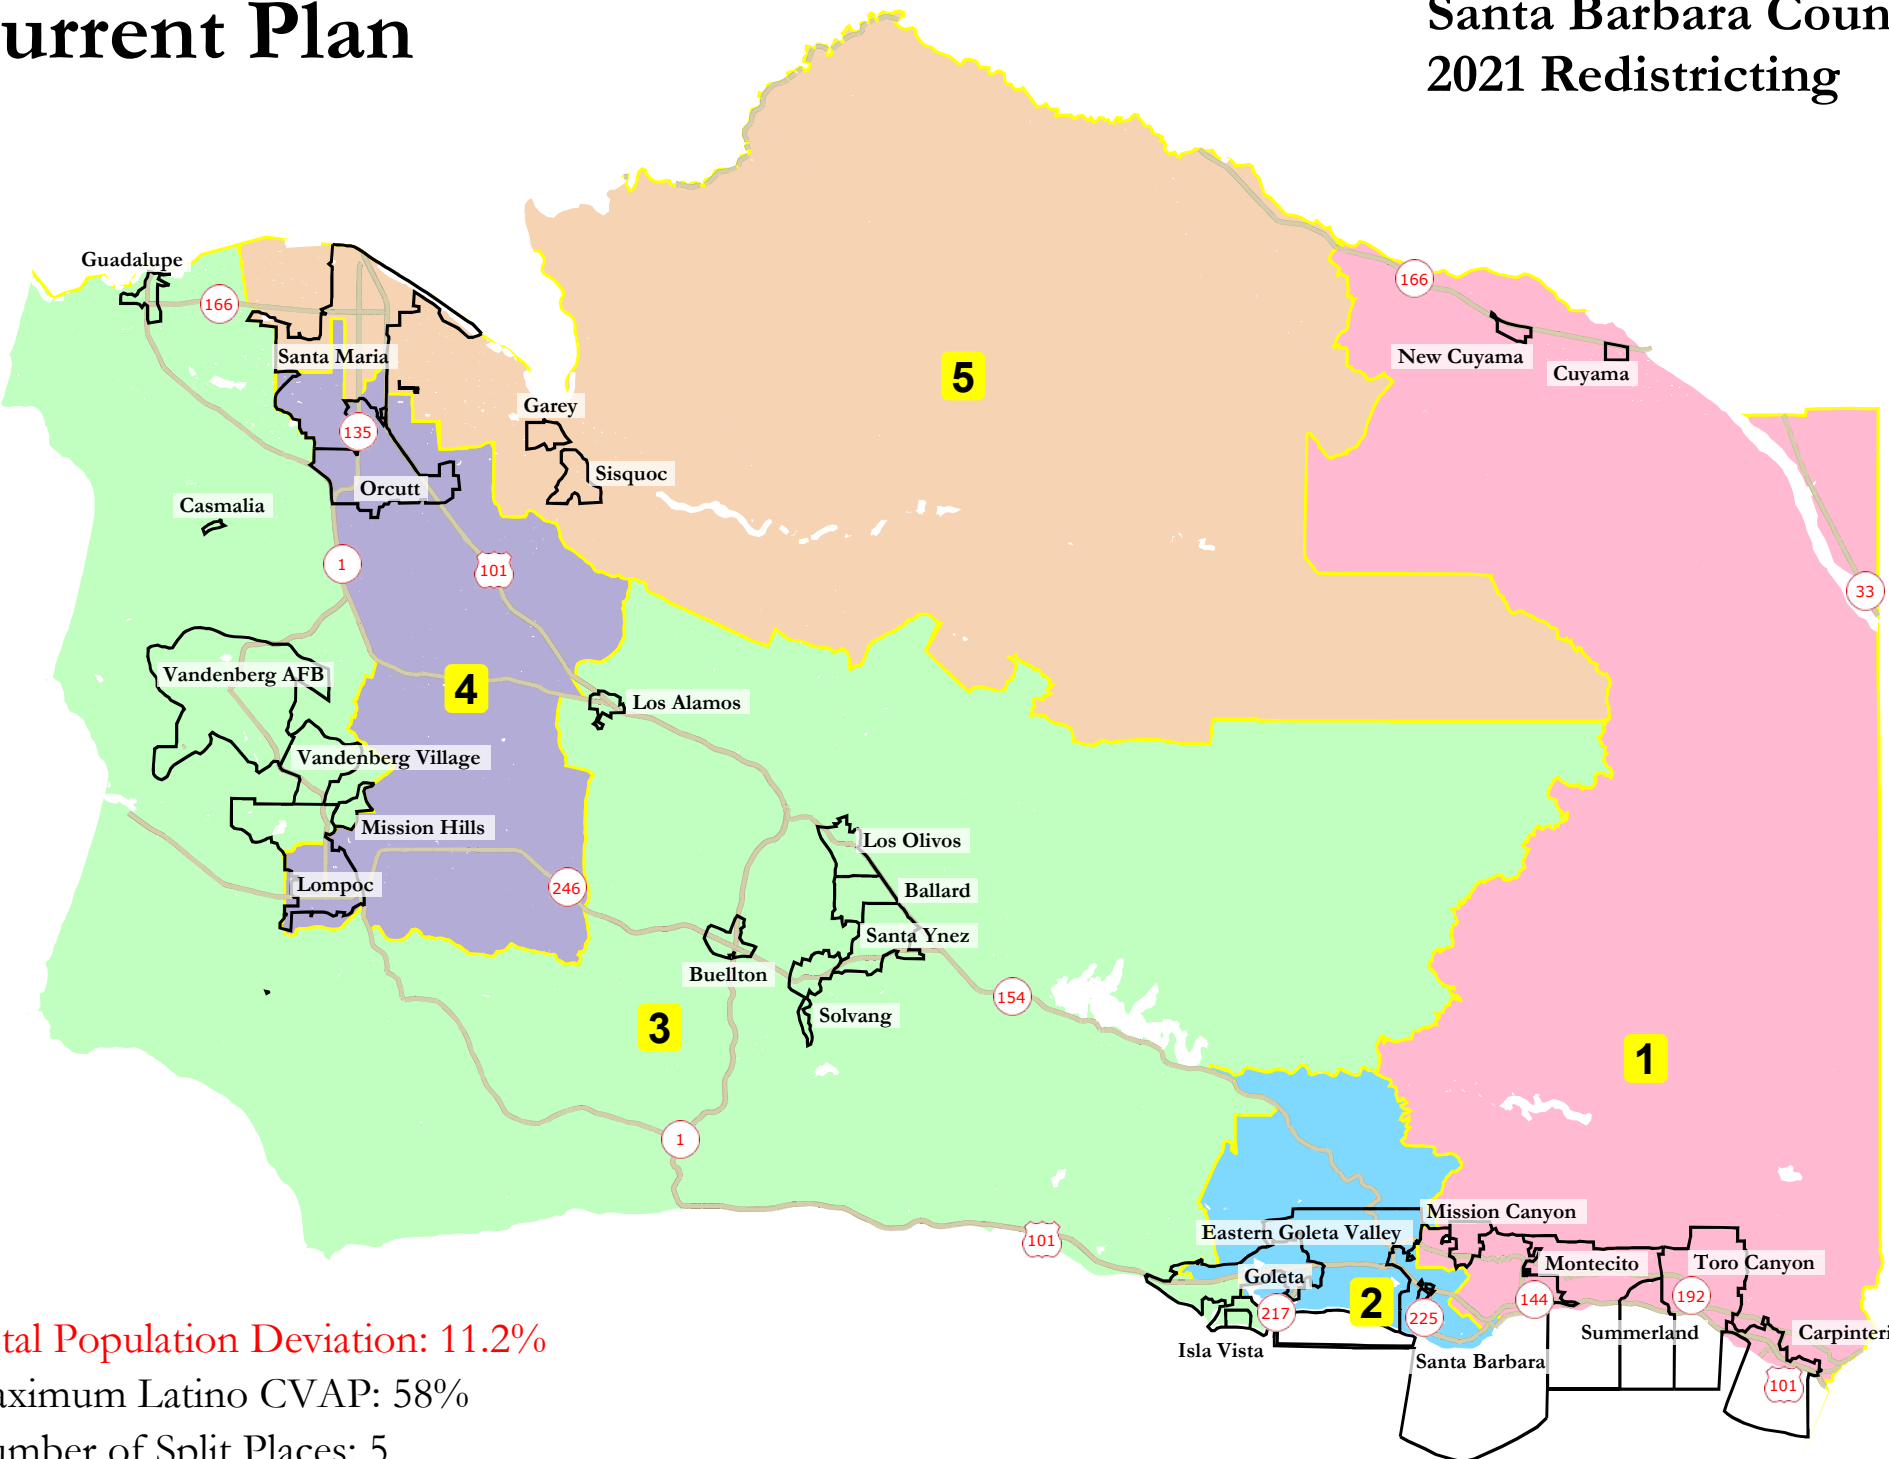 urrent Plan
Santa Barbara Coun
2021 Redistricting
Guadalupe
166
166
Santa Maria
New Cuyama
Cuyama
5
Garey
135
Sisquoc
Orcutt
Casmalia
1
101
33
Vandenberg AFB
4
Los Alamos
Vandenberg Village
Mission Hills
Los Olivos
Lompoc
246
Ballard
Santa Ynez
Buellton
154
Solvang
3
1
1
Mission Canyon
Eastern Goleta Valley
101
Montecito
Toro Canyon
Goleta
2
217
225
144
192
Summerland
Carpinteri
Isla Vista
Santa Barbara
101
tal Population Deviation: 11.2%
aximum Latino CVAP: 58%
umber of Split Places: 5